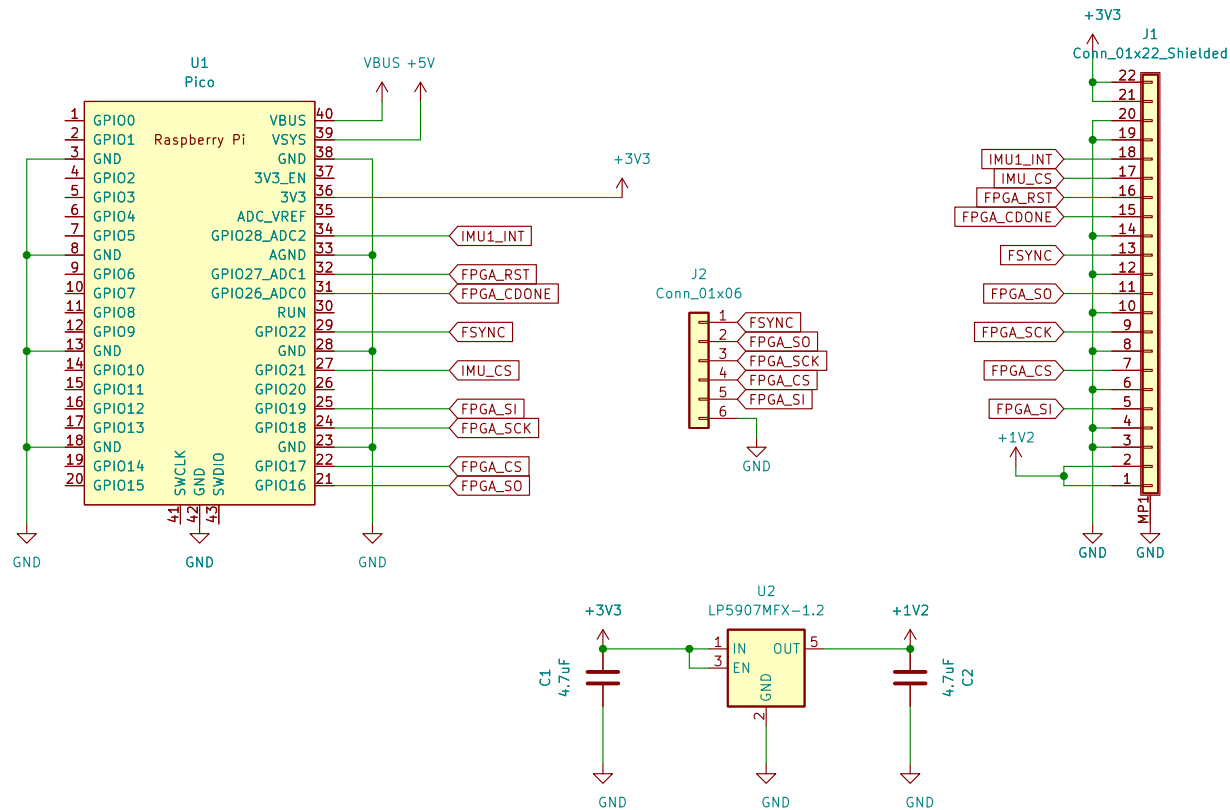 U1
Pico
Raspberry Pi
VBUS +5V
1 GPIO0
2 GPIO1
3 GND
4 GPIO2
5 GPIO3
6 GPIO4
7 GPIO5
8 GND
9 GPIO6
10 GPIO7
11 GPIO8
12 GPIO9
13 GND
14 GPIO10
15 GPIO11
16 GPIO12
17 GPIO13
18 GND
19 GPIO14
20 GPIO15
VBUS 40
VSYS 39
GND 38
3V3_EN 37
3V3 36
ADC_VREF 35
GPIO28_ADC2 34 IMU1_INT
AGND 33
GPIO27_ADC1 32 FPGA_RST
GPIO26_ADC0 31 FPGA_CDONE
RUN 30
GPIO22 29 FSYNC
GND 28
GPIO21 27 IMU_CS
GPIO20 26
GPIO19 25 FPGA_SI
GPIO18 24 FPGA_SCK
GND 23
GPIO17 22 FPGA_CS
GPIO16 21 FPGA_SO
SWCLK 41
GND 42
SWDIO 43
GND
GND
GND
+3V3
J2
Conn_01x06
1 FSYNC
2 FPGA_SO
3 FPGA_SCK
4 FPGA_CS
5 FPGA_SI
6
GND
+3V3
J1
Conn_01x22_Shielded
22
21
20
19
IMU1_INT 18
IMU_CS 17
FPGA_RST 16
FPGA_CDONE 15
14
FSYNC 13
12
FPGA_SO 11
10
FPGA_SCK 9
8
FPGA_CS 7
6
FPGA_SI 5
4
3
+1V2
2
1
MP1
GND
GND
U2
LP5907MFX-1.2
+3V3
+1V2
1 IN
3 EN
OUT 5
GND 2
C1
4.7uF
4.7uF
C2
GND
GND
GND